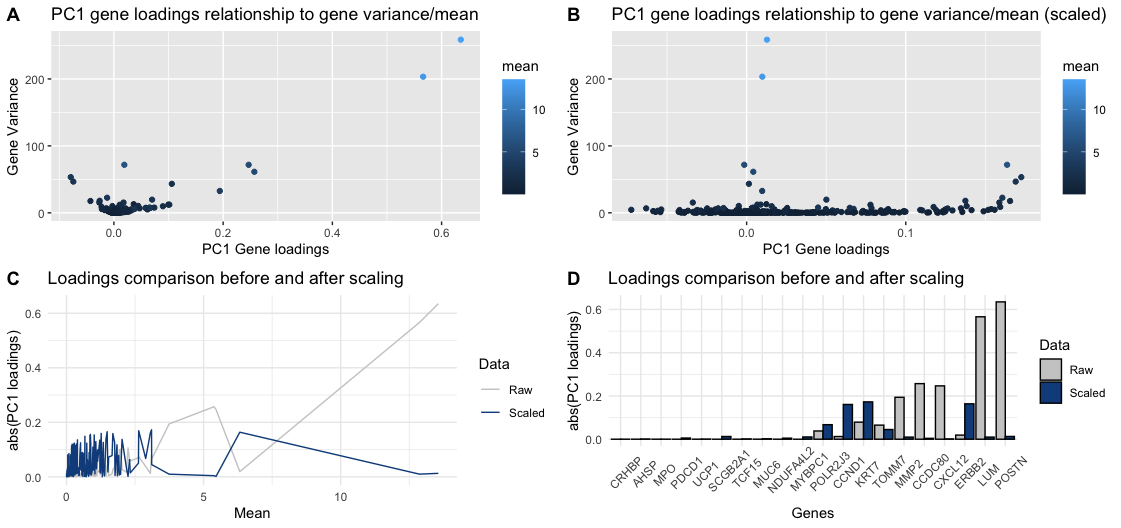 A
PC1 gene loadings relationship to gene variance/mean
Gene Variance
200
100
0
0.0
0.2
0.4
0.6
PC1 Gene loadings
mean
10
5
B
PC1 gene loadings relationship to gene variance/mean (scaled)
Gene Variance
200
100
0
0.0
0.1
PC1 Gene loadings
mean
10
5
C
Loadings comparison before and after scaling
abs(PC1 loadings)
0.6
0.4
0.2
0.0
0
5
10
Mean
Data
Raw
Scaled
D
Loadings comparison before and after scaling
abs(PC1 loadings)
0.6
0.4
0.2
0.0
CRHBP
AHSP
MPO
PDCD1
UCP1
SCGB2A1
TCF15
MUC6
NDUFA4L2
MYBPC1
POLR2J3
CCND1
KRT7
TOMM7
MMP2
CCDC80
CXCL12
ERBB2
LUM
POSTN
Genes
Data
Raw
Scaled